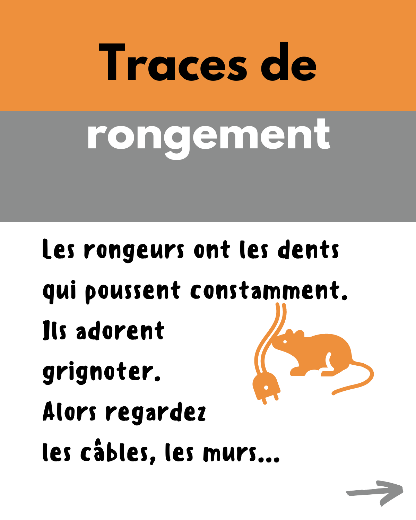 Traces de
rongement
Les rongeurs ont les dents
qui poussent constamment.
Ils adorent
grignoter.
Alors regardez
les câbles, les murs...